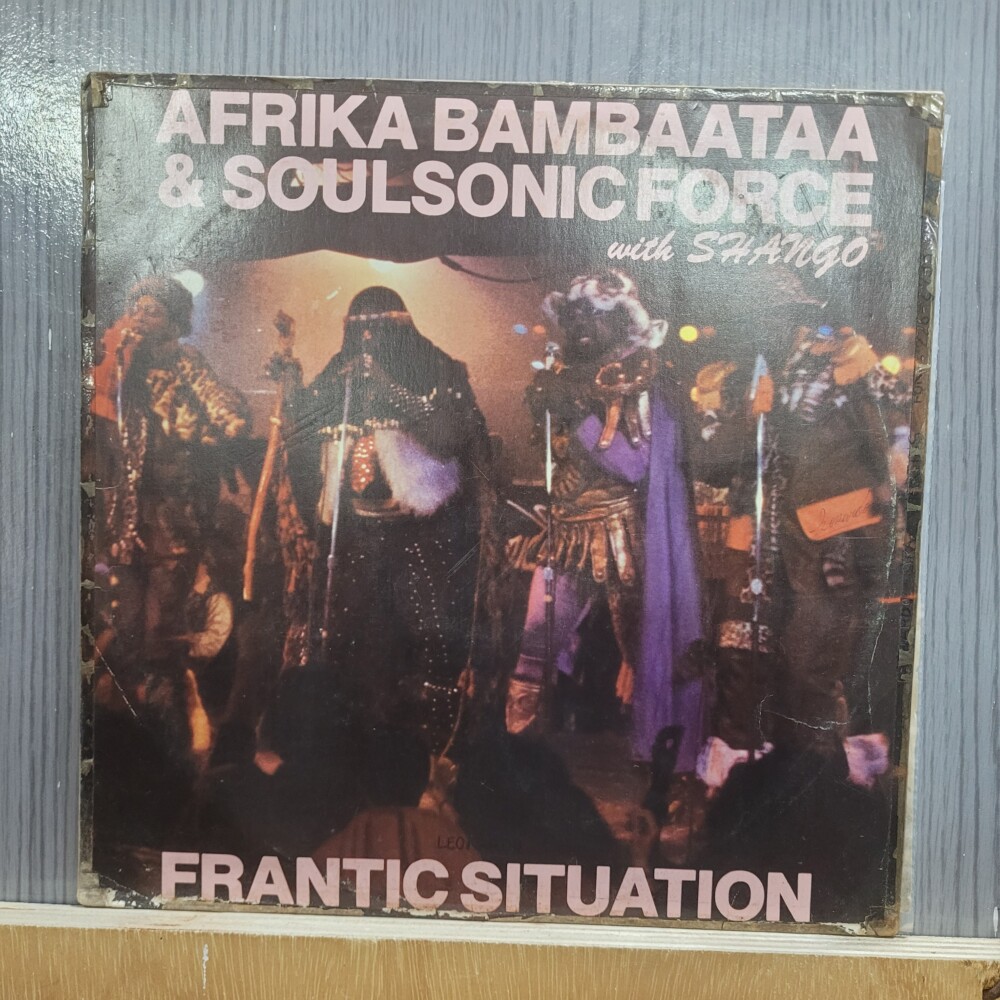 AFRIKA BAMBAATAA
& SOULSONIC FORCE
with SHANGO
FRANTIC SITUATION